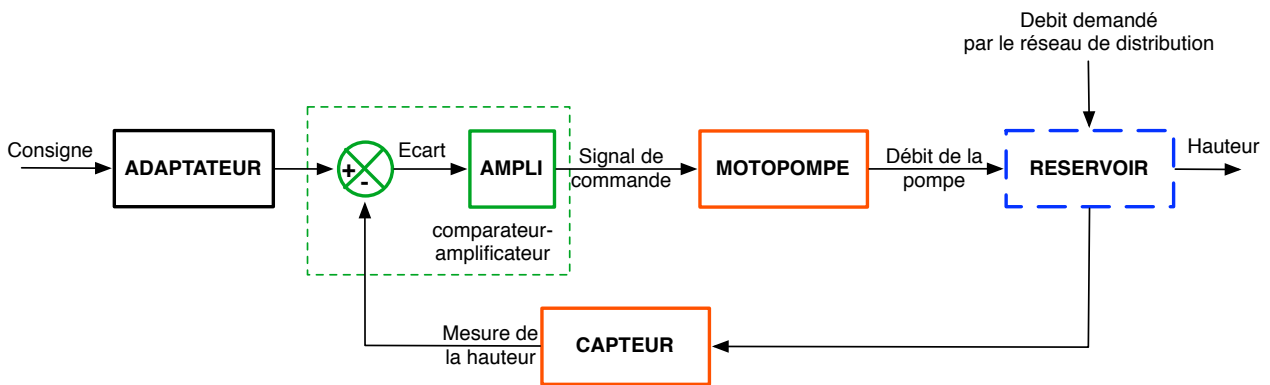 Debit demandé
par le réseau de distribution
Consigne
ADAPTATEUR
+
-
Ecart
AMPLI
Signal de
commande
MOTOPOMPE
Débit de la
pompe
RESERVOIR
Hauteur
comparateur-
amplificateur
Mesure de
la hauteur
CAPTEUR